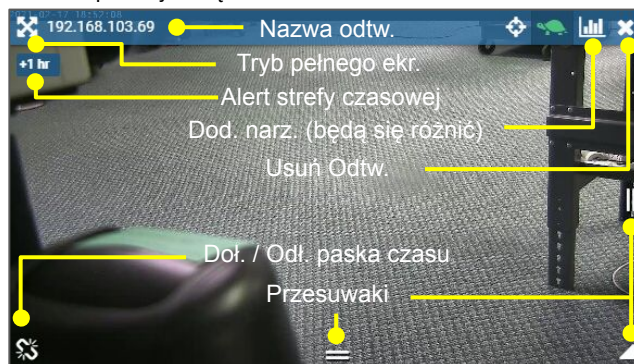 192.168.103.69
Nazwa odtw.
+1 hr
Tryb pełnego ekr.
Alert strefy czasowej
Dod. narz. (będą się różnić)
Usuń Odtw.
Doł. / Odł. paska czasu
Przesuwaki